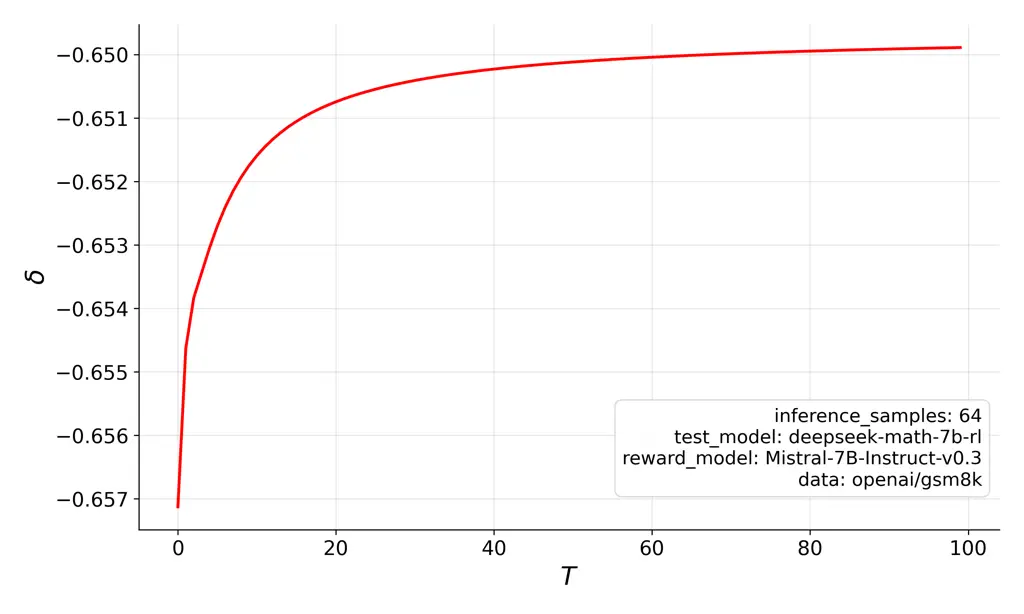 −0.650
−0.651
−0.652
−0.653
−0.654
−0.655
−0.656
−0.657
δ
inference_samples: 64
test_model: deepseek-math-7b-rl
reward_model: Mistral-7B-Instruct-v0.3
data: openai/gsm8k
0 20 40 60 80 100
T